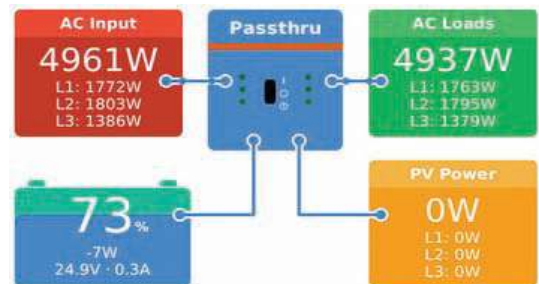 AC Input
4961W
L1: 1772W
L2: 1803W
L3: 1386W
Passthru
AC Loads
4937W
L1: 1763W
L2: 1795W
L3: 1379W
73%
-7W
24.9V · 0.3A
PV Power
0W
L1: 0W
L2: 0W
L3: 0W